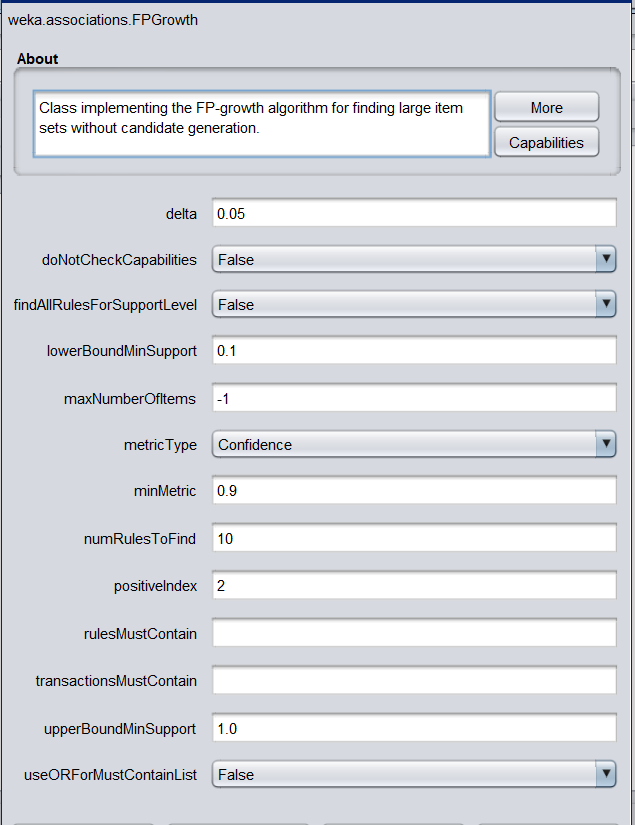 weka.associations.FPGrowth
About
Class implementing the FP-growth algorithm for finding large item
sets without candidate generation.
More
Capabilities
delta 0.05
doNotCheckCapabilities False
findAllRulesForSupportLevel False
lowerBoundMinSupport 0.1
maxNumberOfItems -1
metricType Confidence
minMetric 0.9
numRulesToFind 10
positiveIndex 2
rulesMustContain
transactionsMustContain
upperBoundMinSupport 1.0
useORForMustContainList False